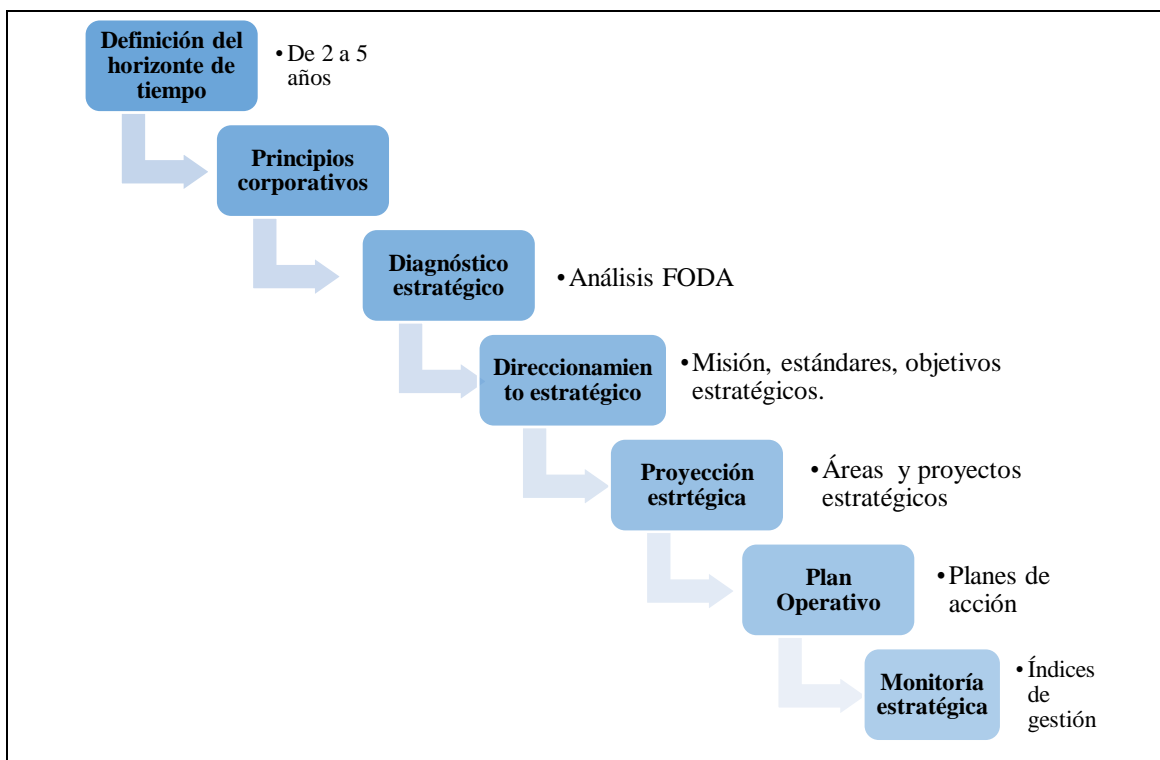 Definición del
horizonte de
tiempo
•De 2 a 5
años
Principios
corporativos
Diagnóstico
estratégico
•Análisis FODA
Direccionamien
to estratégico
•Misión, estándares, objetivos
estratégicos.
Proyección
estrtégica
•Áreas y proyectos
estratégicos
Plan
Operativo
•Planes de
acción
Monitoría
estratégica
•Índices
de
gestión